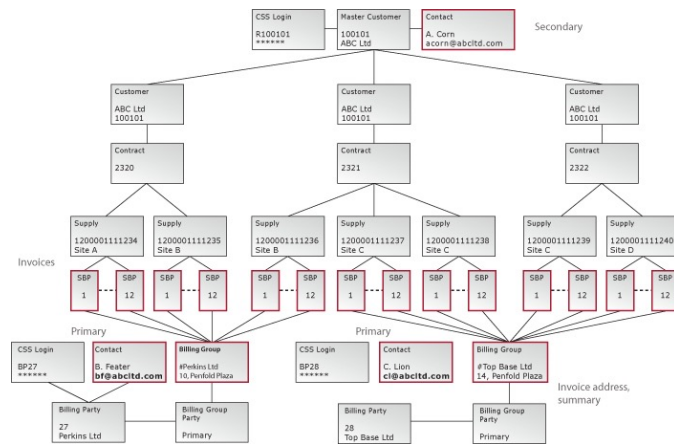 CSS Login
R100101
******
Master Customer
100101
ABC Ltd
Contact
A. Corn
acorn@abcltd.com
Secondary
Customer
ABC Ltd
100101
Customer
ABC Ltd
100101
Customer
ABC Ltd
100101
Contract
2320
Contract
2321
Contract
2322
Supply
1200001111234
Site A
Supply
1200001111235
Site B
Supply
1200001111236
Site B
Supply
1200001111237
Site C
Supply
1200001111238
Site C
Supply
1200001111239
Site C
Supply
1200001111240
Site D
Invoices
SBP
1
SBP
12
SBP
1
SBP
12
SBP
1
SBP
12
SBP
1
SBP
12
SBP
1
SBP
12
SBP
1
SBP
12
SBP
1
SBP
12
Primary
Primary
CSS Login
BP27
******
Contact
B. Feater
bf@abcltd.com
Billing Group
#Perkins Ltd
10, Penfold Plaza
CSS Login
BP28
******
Contact
C. Lion
cl@abcltd.com
Billing Group
#Top Base Ltd
14, Penfold Plaza
Invoice address,
summary
Billing Party
27
Perkins Ltd
Billing Group
Party
Primary
Billing Party
28
Top Base Ltd
Billing Group
Party
Primary